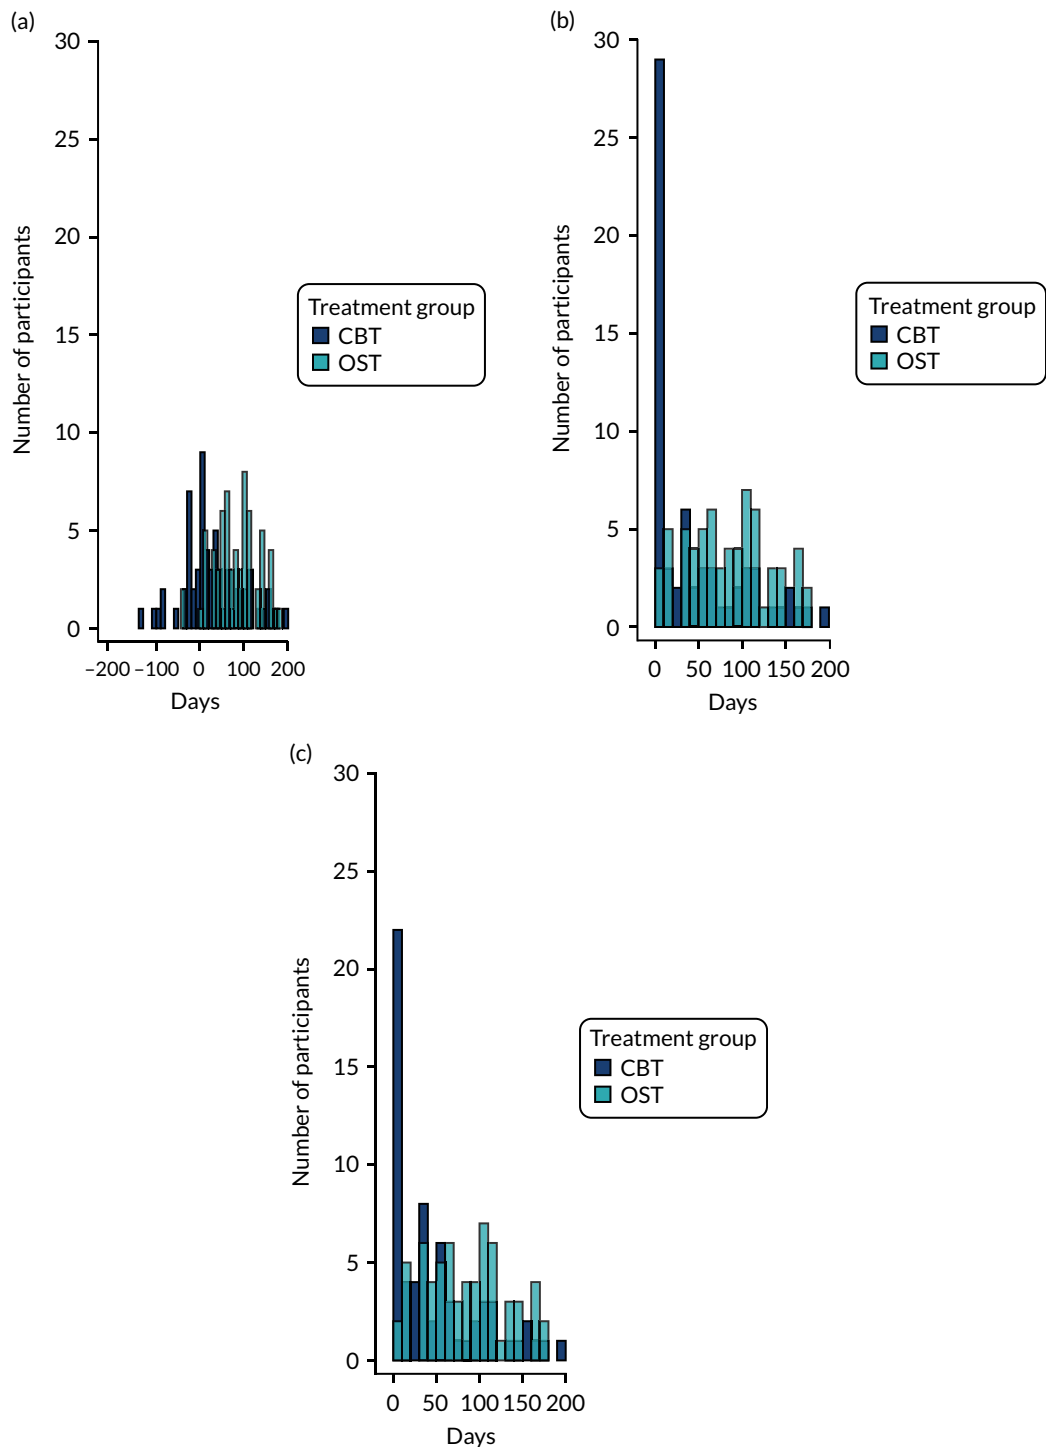 (a)
30
25
20
15
10
5
0
Number of participants
–200 –100 0 100 200
Days
Treatment group
CBT
OST
(b)
30
25
20
15
10
5
0
Number of participants
0 50 100 150 200
Days
Treatment group
CBT
OST
(c)
30
25
20
15
10
5
0
Number of participants
0 50 100 150 200
Days
Treatment group
CBT
OST